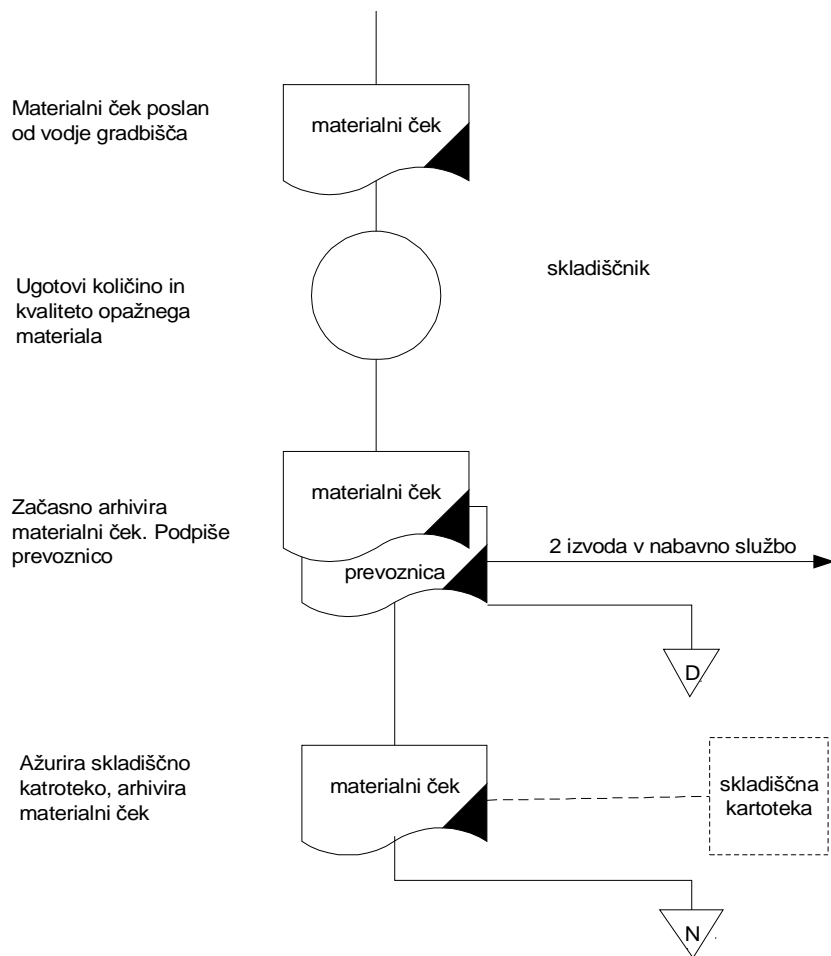 Materialni ček poslan
od vodje gradbišča
materialni ček
Ugotovi količino in
kvaliteto opažnega
materiala
skladiščnik
Začasno arhivira
materialni ček. Podpiše
prevoznico
materialni ček
prevoznica
2 izvoda v nabavno službo
D
Ažurira skladiščno
katroteko, arhivira
materialni ček
materialni ček
skladiščna
kartoteka
N